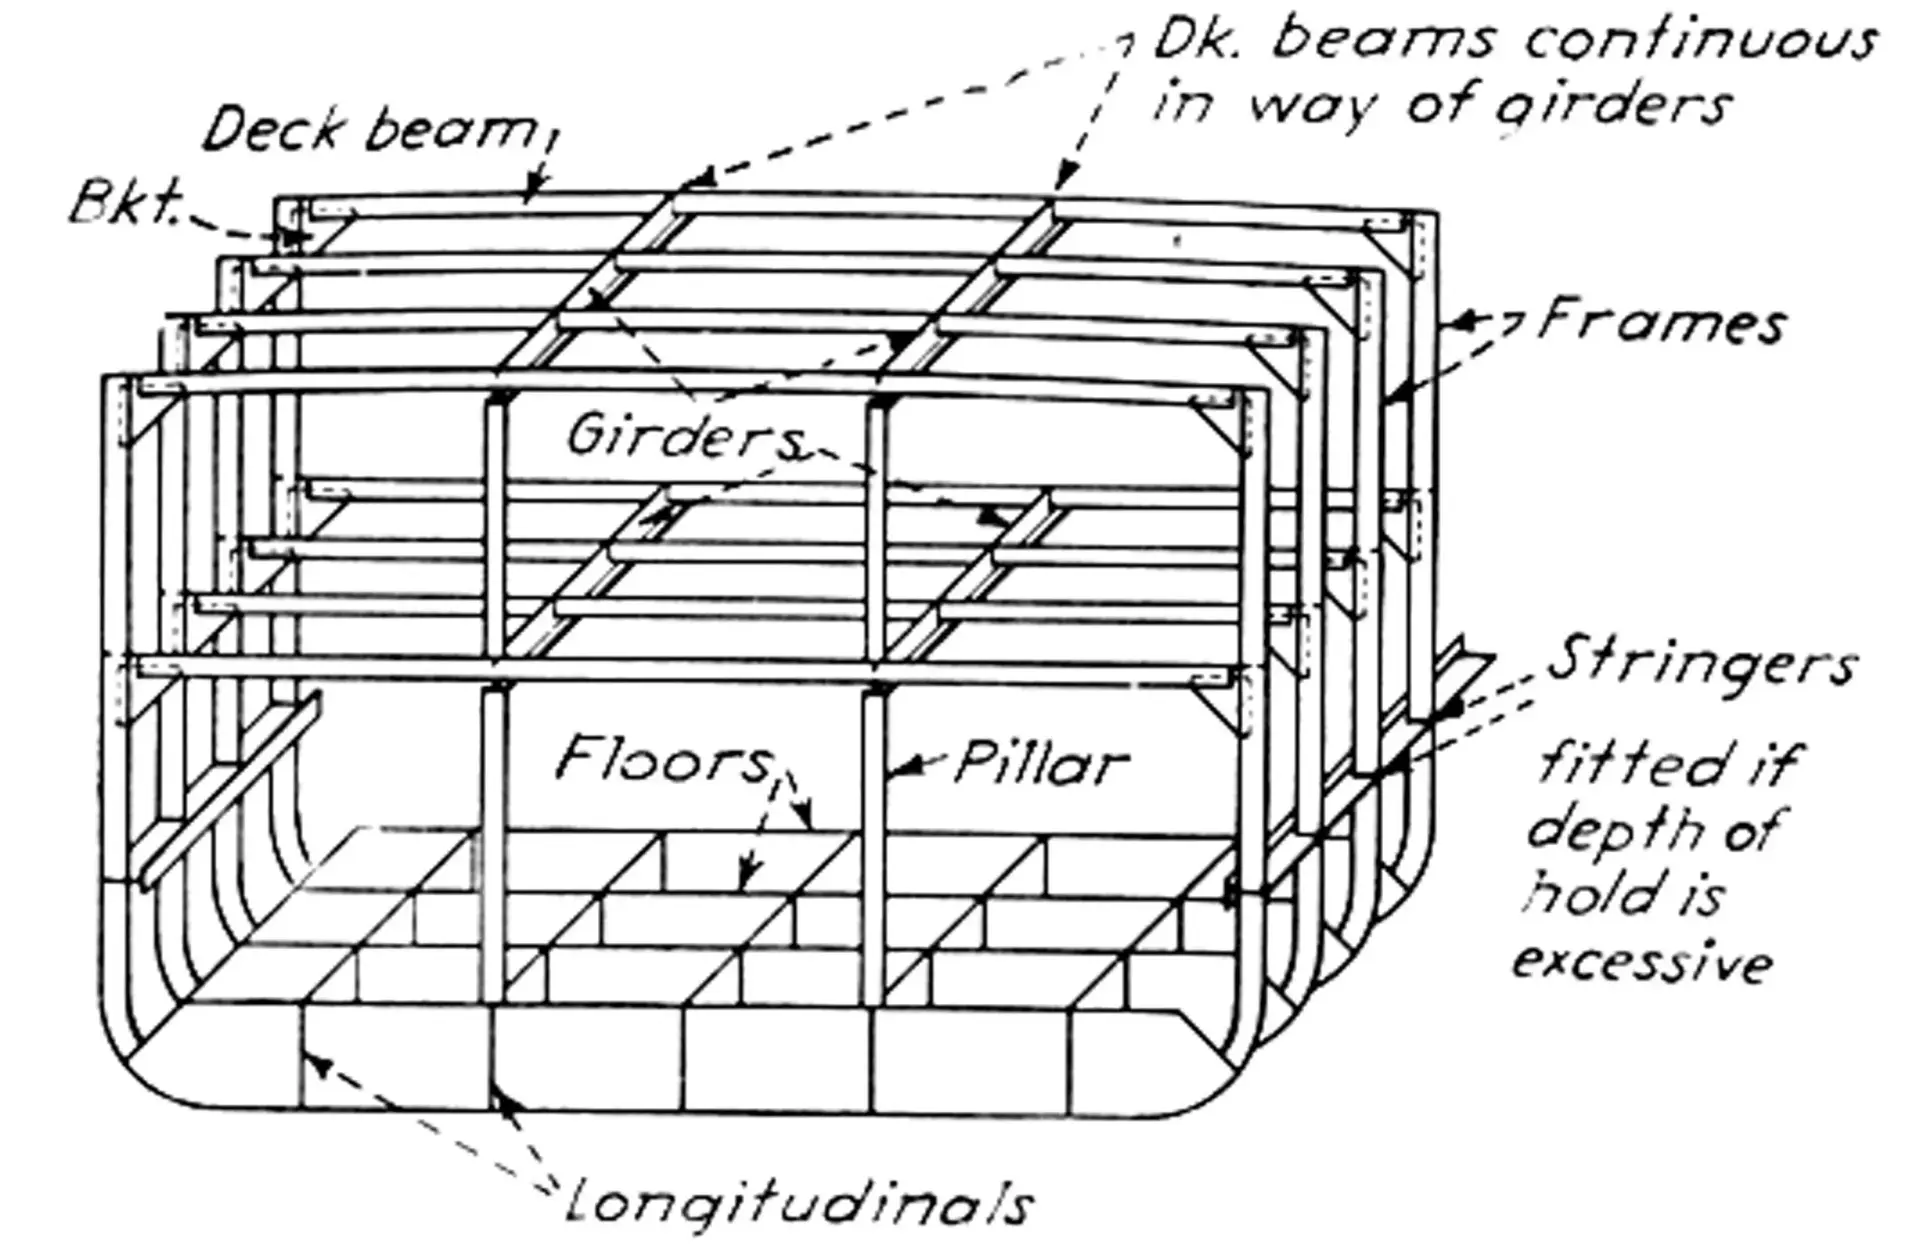 Dk. beams continuous
in way of girders
Deck beam
Bkt.
Frames
Girders
Stringers
fitted if
depth of
hold is
excessive
Floors
Pillar
Longitudinals